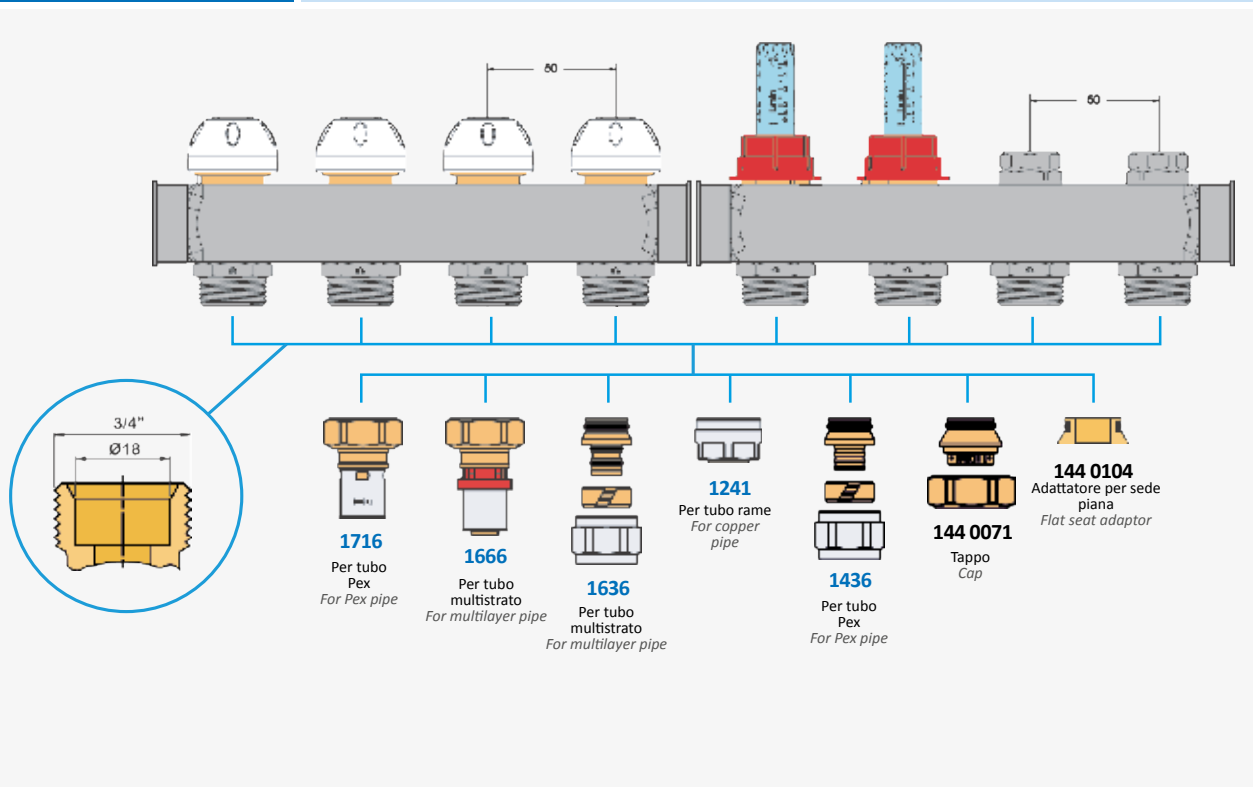 50
50
3/4"
Ø18
1716
Per tubo
Pex
For Pex pipe
1666
Per tubo
multistrato
For multilayer pipe
1636
Per tubo
multistrato
For multilayer pipe
1241
Per tubo rame
For copper
pipe
1436
Per tubo
Pex
For Pex pipe
144 0071
Tappo
Cap
144 0104
Adattatore per sede
piana
Flat seat adaptor